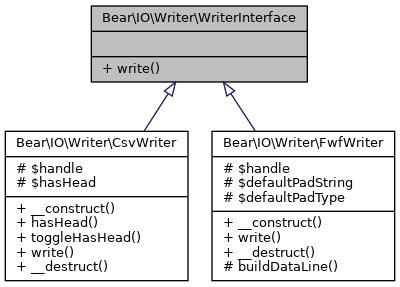 Bear\IO\Writer\WriterInterface
+ write()
Bear\IO\Writer\CsvWriter
# $handle
# $hasHead
+ __construct()
+ hasHead()
+ toggleHasHead()
+ write()
+ __destruct()
Bear\IO\Writer\FwfWriter
# $handle
# $defaultPadString
# $defaultPadType
+ __construct()
+ write()
+ __destruct()
# buildDataLine()